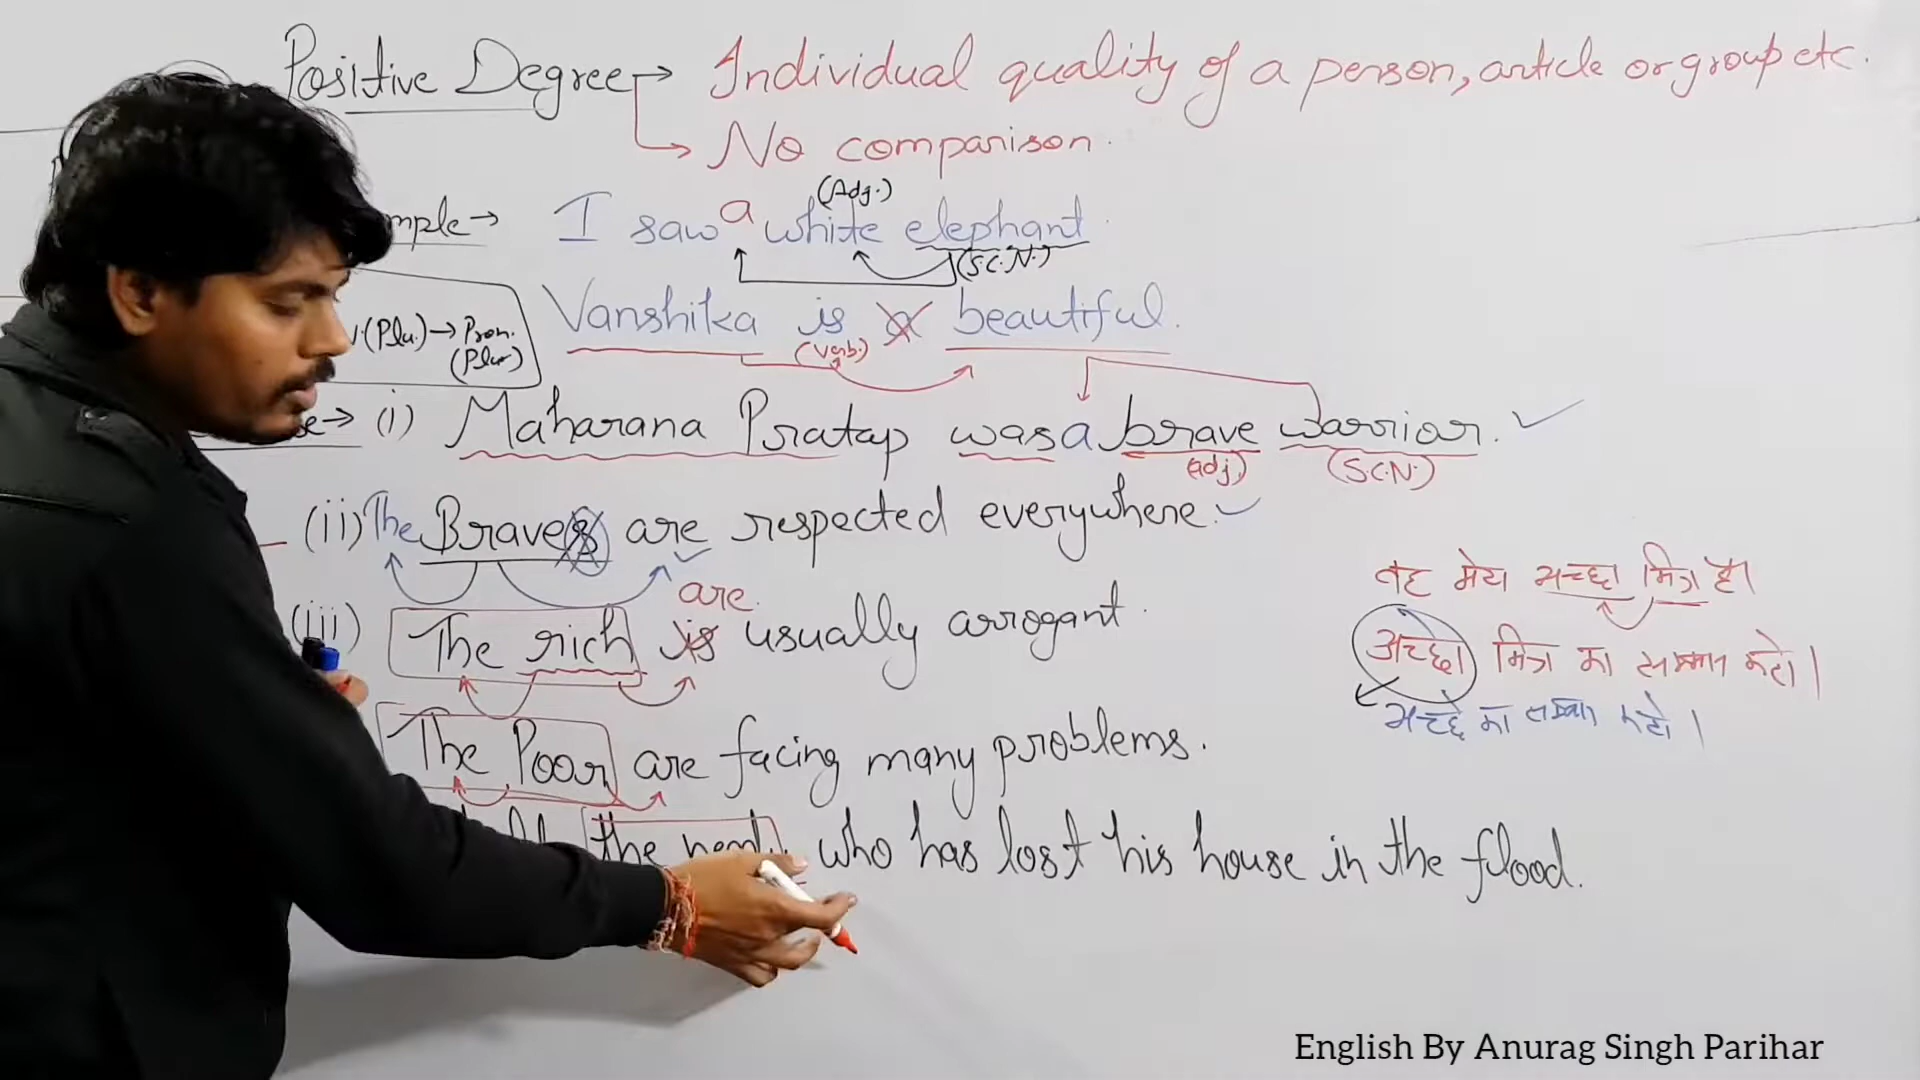 Positive Degree → Individual quality of a person, article or group etc.
→ No comparison.
(Adj.)
mple → I saw a white elephant.
(S.C.N.)
Vanshika is a beautiful.
(Verb.)
(Plu.) → Pron.
(Plur)
→ (i) Maharana Pratap was a brave warrior. ✓
(adj) (S.C.N.)
(ii) The Braves are respected everywhere. ✓
are
(iii) The rich is usually arrogant.
The Poor are facing many problems.
the who has lost his house in the flood.
वह मेरा अच्छा मित्र है।
अच्छे मित्र का सम्मान करो।
अच्छे का सम्मान करो।
English By Anurag Singh Parihar